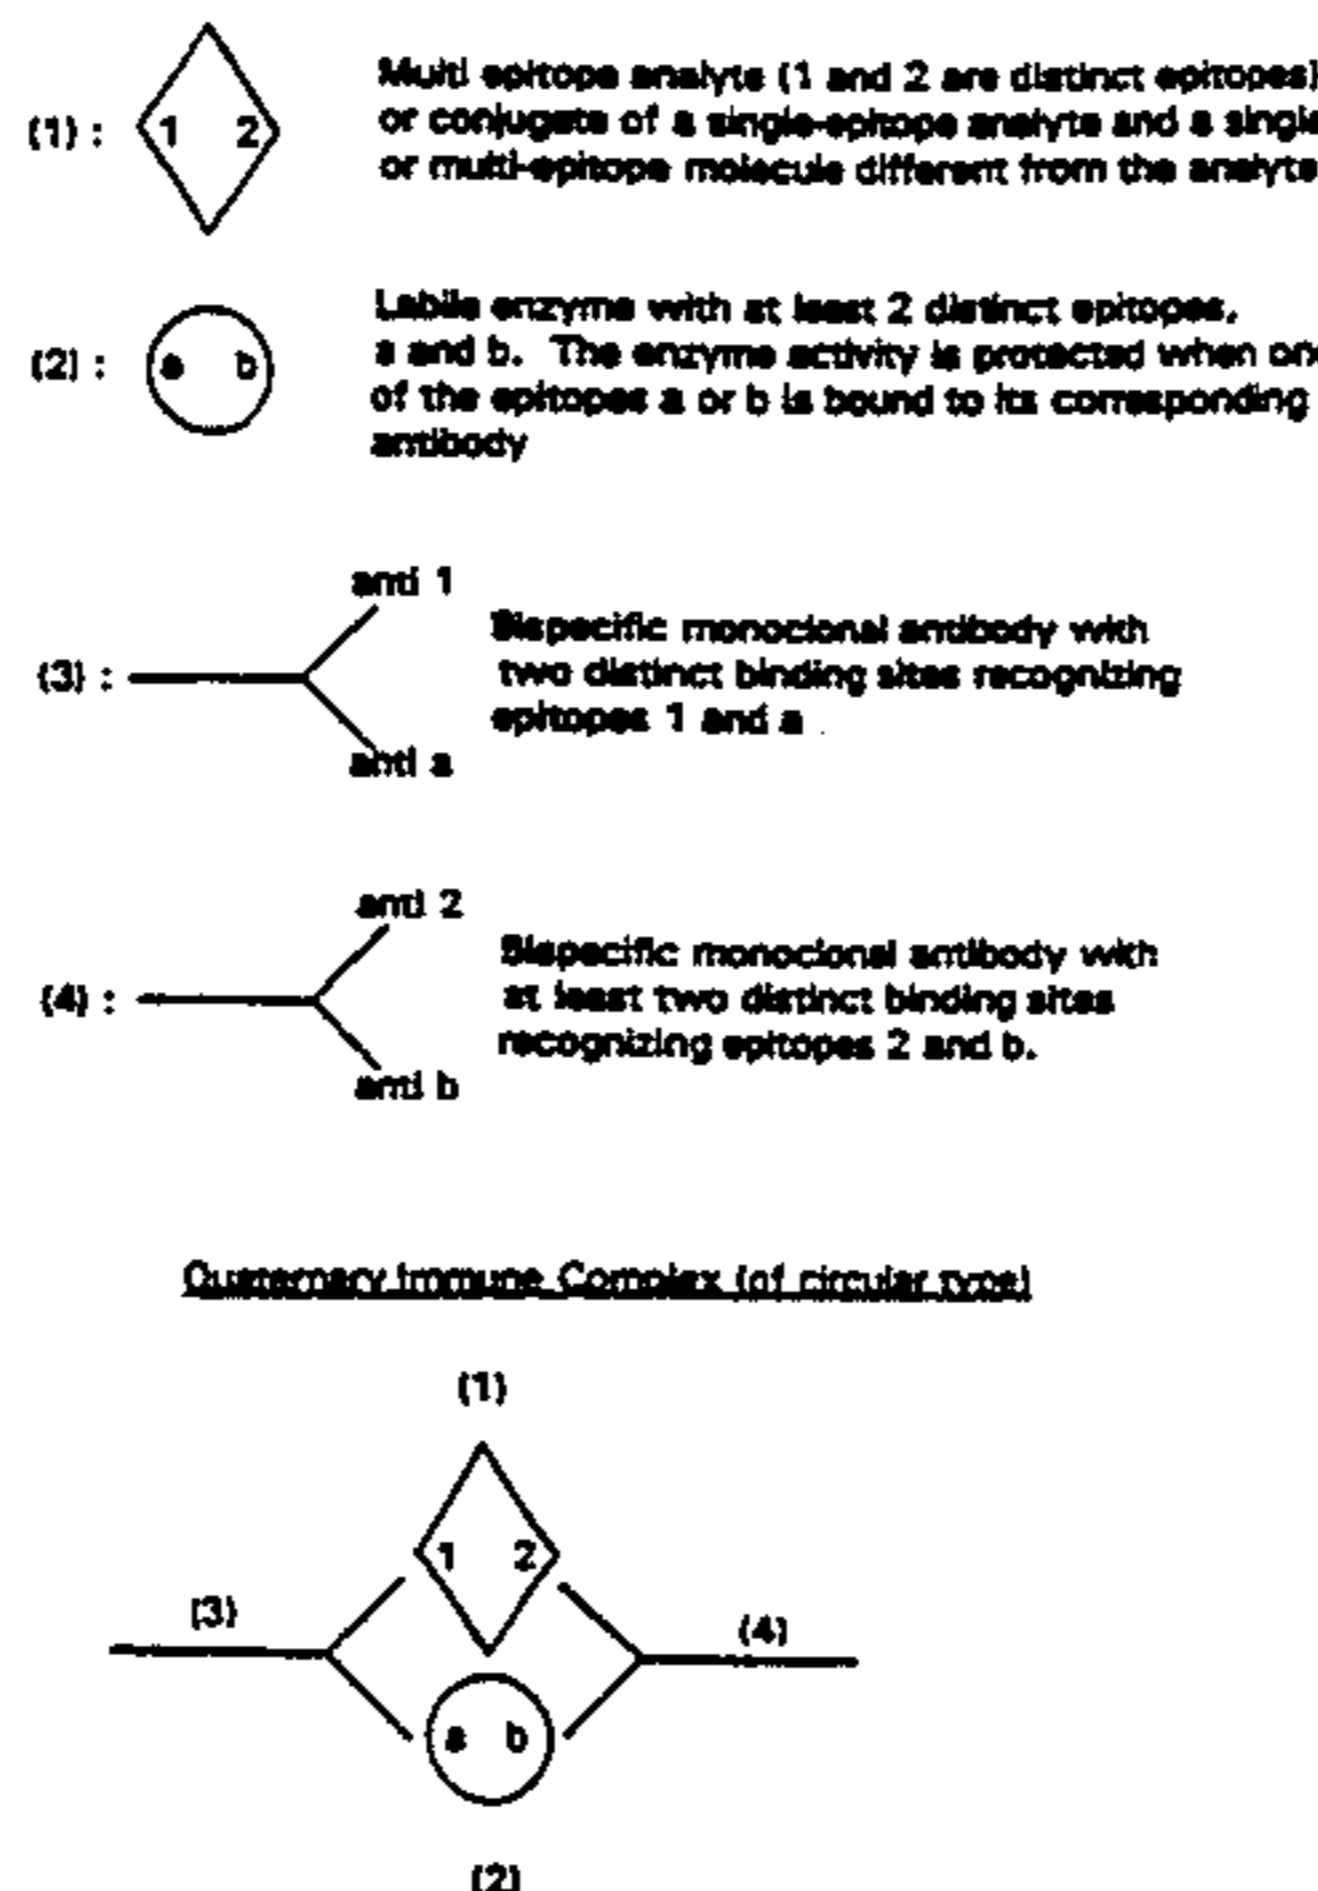 (1) :
1 2
Multi epitope analyte (1 and 2 are distinct epitopes)
or conjugate of a single-epitope analyte and a single
or multi-epitope molecule different from the analyte
(2) :
a b
Labile enzyme with at least 2 distinct epitopes,
a and b. The enzyme activity is protected when one
of the epitopes a or b is bound to its corresponding
antibody
anti 1
(3) :
Bispecific monoclonal antibody with
two distinct binding sites recognizing
epitopes 1 and a
anti a
anti 2
(4) :
Bispecific monoclonal antibody with
at least two distinct binding sites
recognizing epitopes 2 and b.
anti b
Quaternary Immune Complex (of circular type)
(1)
1 2
(3)
(4)
a b
(2)